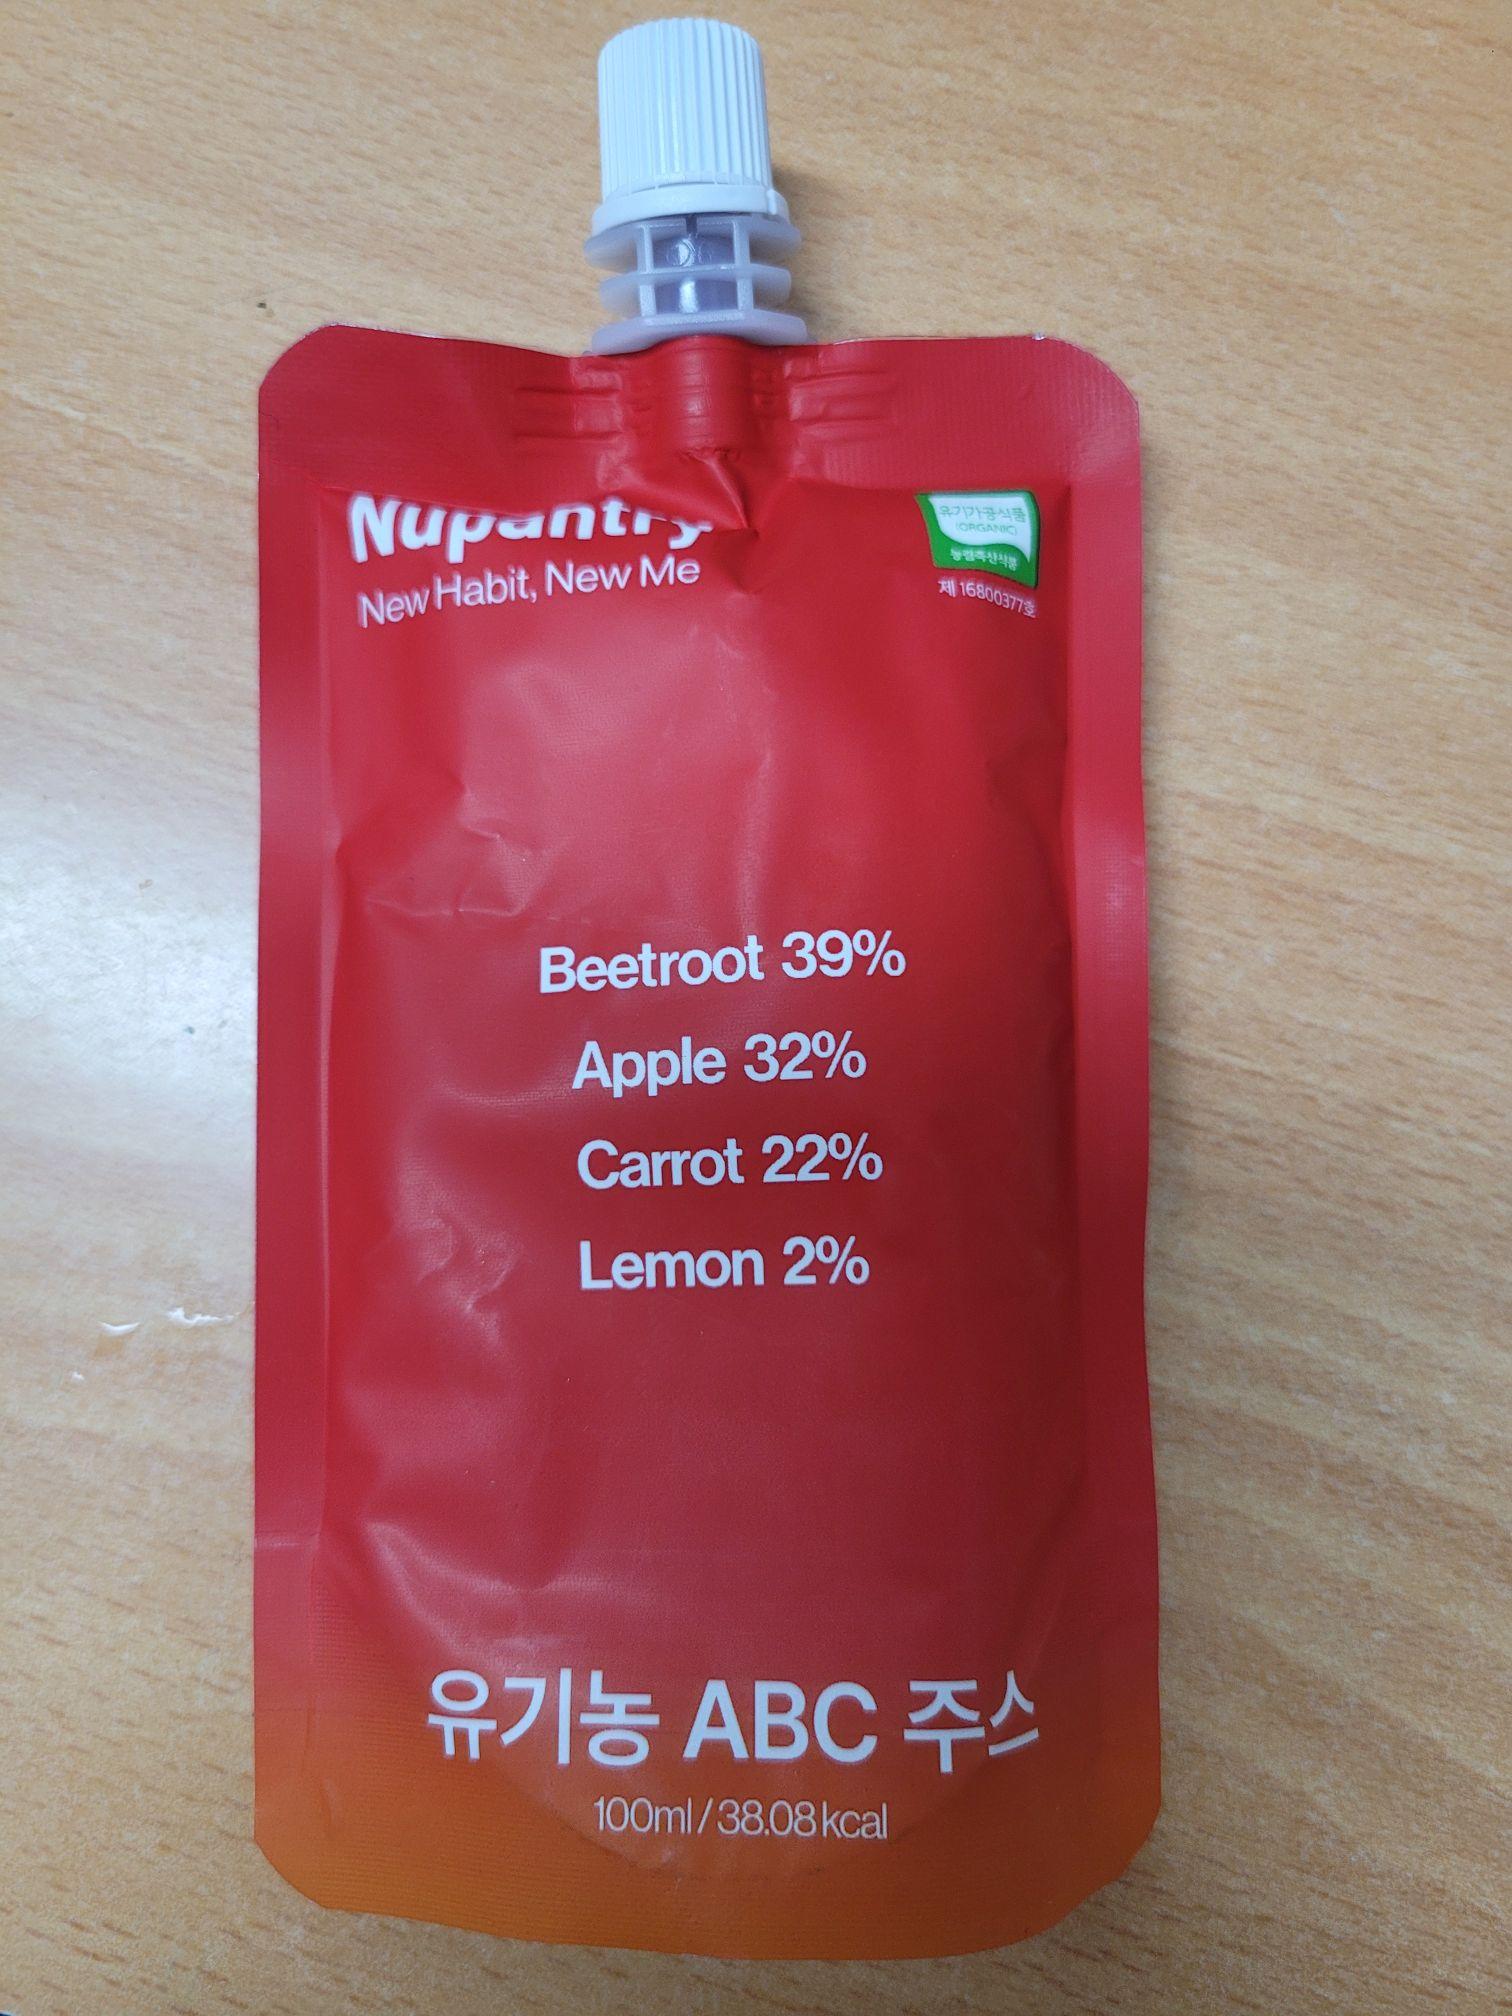 Nupantry
New Habit, New Me
유기가공식품
(ORGANIC)
농림축산식품
제 16800377호
Beetroot 39%
Apple 32%
Carrot 22%
Lemon 2%
유기농 ABC 주스
100ml / 38.08 kcal